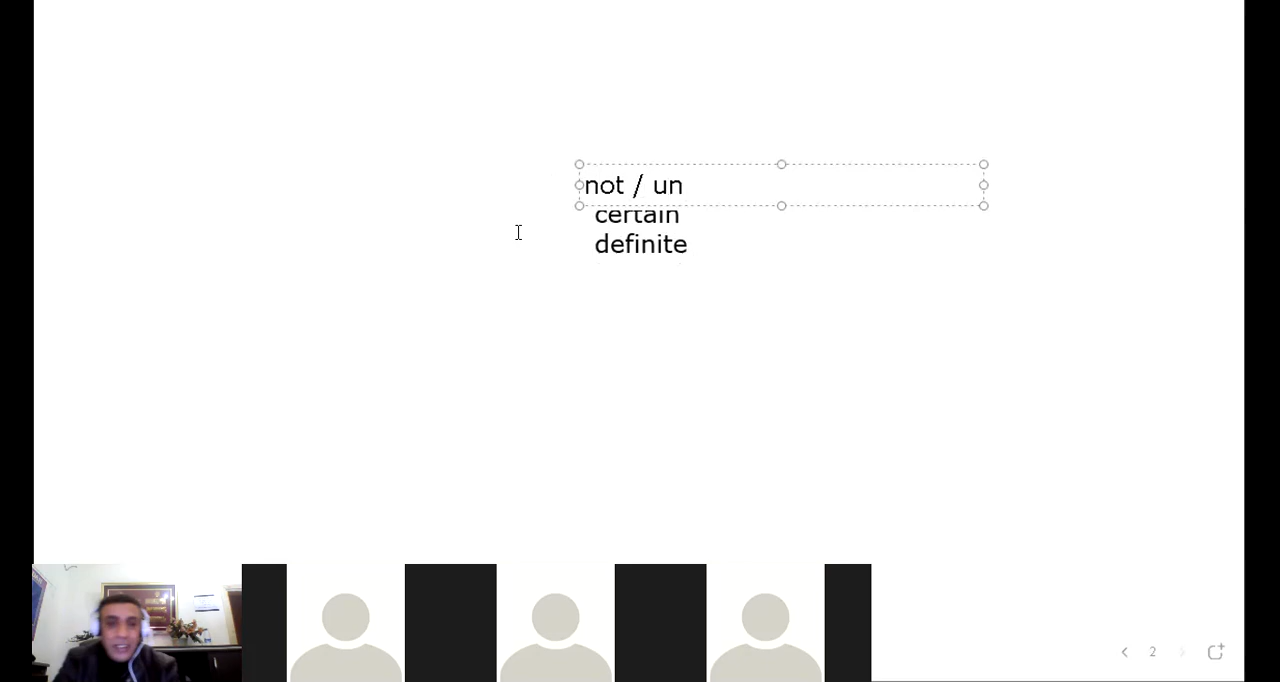 not / un
certain
definite
2